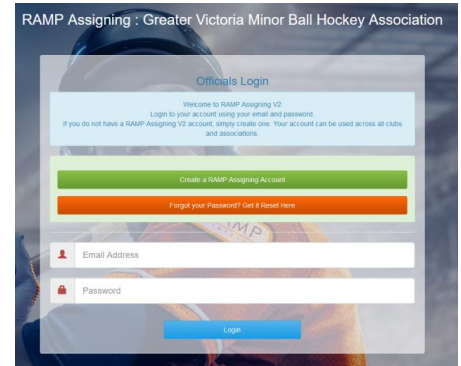 RAMP Assigning : Greater Victoria Minor Ball Hockey Association
Officials Login
Welcome to RAMP Assigning V2
Login to your account using your email and password.
If you do not have a RAMP Assigning V2 account, simply create one. Your account can be used across all clubs
and associations.
Create a RAMP Assigning Account
Forgot your Password? Get it Reset Here
RAMP
Email Address
Password
Login